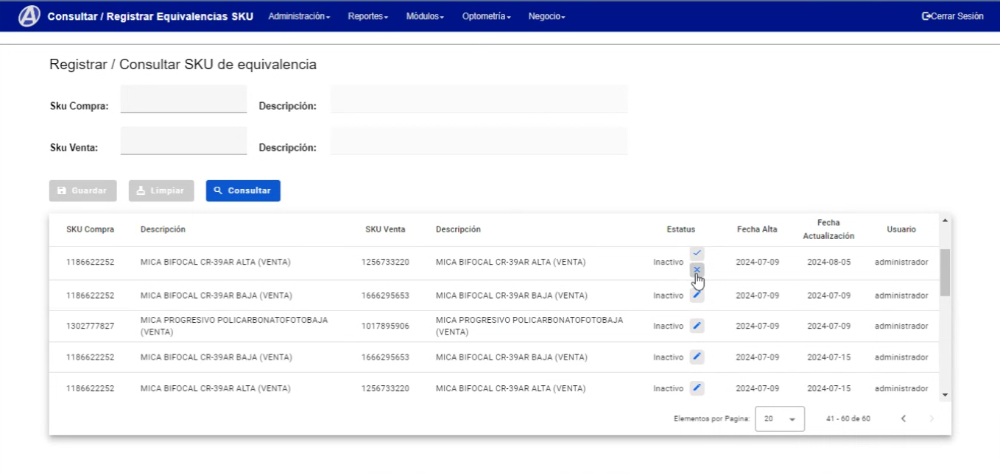 Consultar / Registrar Equivalencias SKU Administración Reportes Módulos Optometría Negocio Cerrar Sesión
Registrar / Consultar SKU de equivalencia
Sku Compra: Descripción:
Sku Venta: Descripción:
Guardar Limpiar Consultar
SKU Compra Descripción SKU Venta Descripción Estatus Fecha Alta Fecha Actualización Usuario
1186622252 MICA BIFOCAL CR-39AR ALTA (VENTA) 1256733220 MICA BIFOCAL CR-39AR ALTA (VENTA) Inactivo 2024-07-09 2024-08-05 administrador
1186622252 MICA BIFOCAL CR-39AR BAJA (VENTA) 1666295653 MICA BIFOCAL CR-39AR BAJA (VENTA) Inactivo 2024-07-09 2024-07-09 administrador
1302777827 MICA PROGRESIVO POLICARBONATOFOTOBAJA (VENTA) 1017895906 MICA PROGRESIVO POLICARBONATOFOTOBAJA (VENTA) Inactivo 2024-07-09 2024-07-09 administrador
1186622252 MICA BIFOCAL CR-39AR BAJA (VENTA) 1666295653 MICA BIFOCAL CR-39AR BAJA (VENTA) Inactivo 2024-07-09 2024-07-15 administrador
1186622252 MICA BIFOCAL CR-39AR ALTA (VENTA) 1256733220 MICA BIFOCAL CR-39AR ALTA (VENTA) Inactivo 2024-07-09 2024-07-15 administrador
Elementos por Pagina: 20 41 - 60 de 60